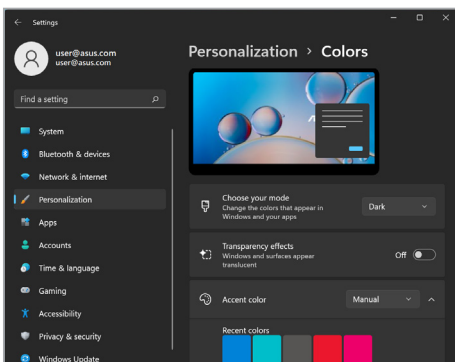 Settings
user@asus.com
user@asus.com
Find a setting
System
Bluetooth & devices
Network & internet
Personalization
Apps
Accounts
Time & language
Gaming
Accessibility
Privacy & security
Windows Update
Personalization > Colors
Choose your mode
Change the colors that appear in
Windows and your apps
Dark
Transparency effects
Windows and surfaces appear
translucent
Off
Accent color
Manual
Recent colors